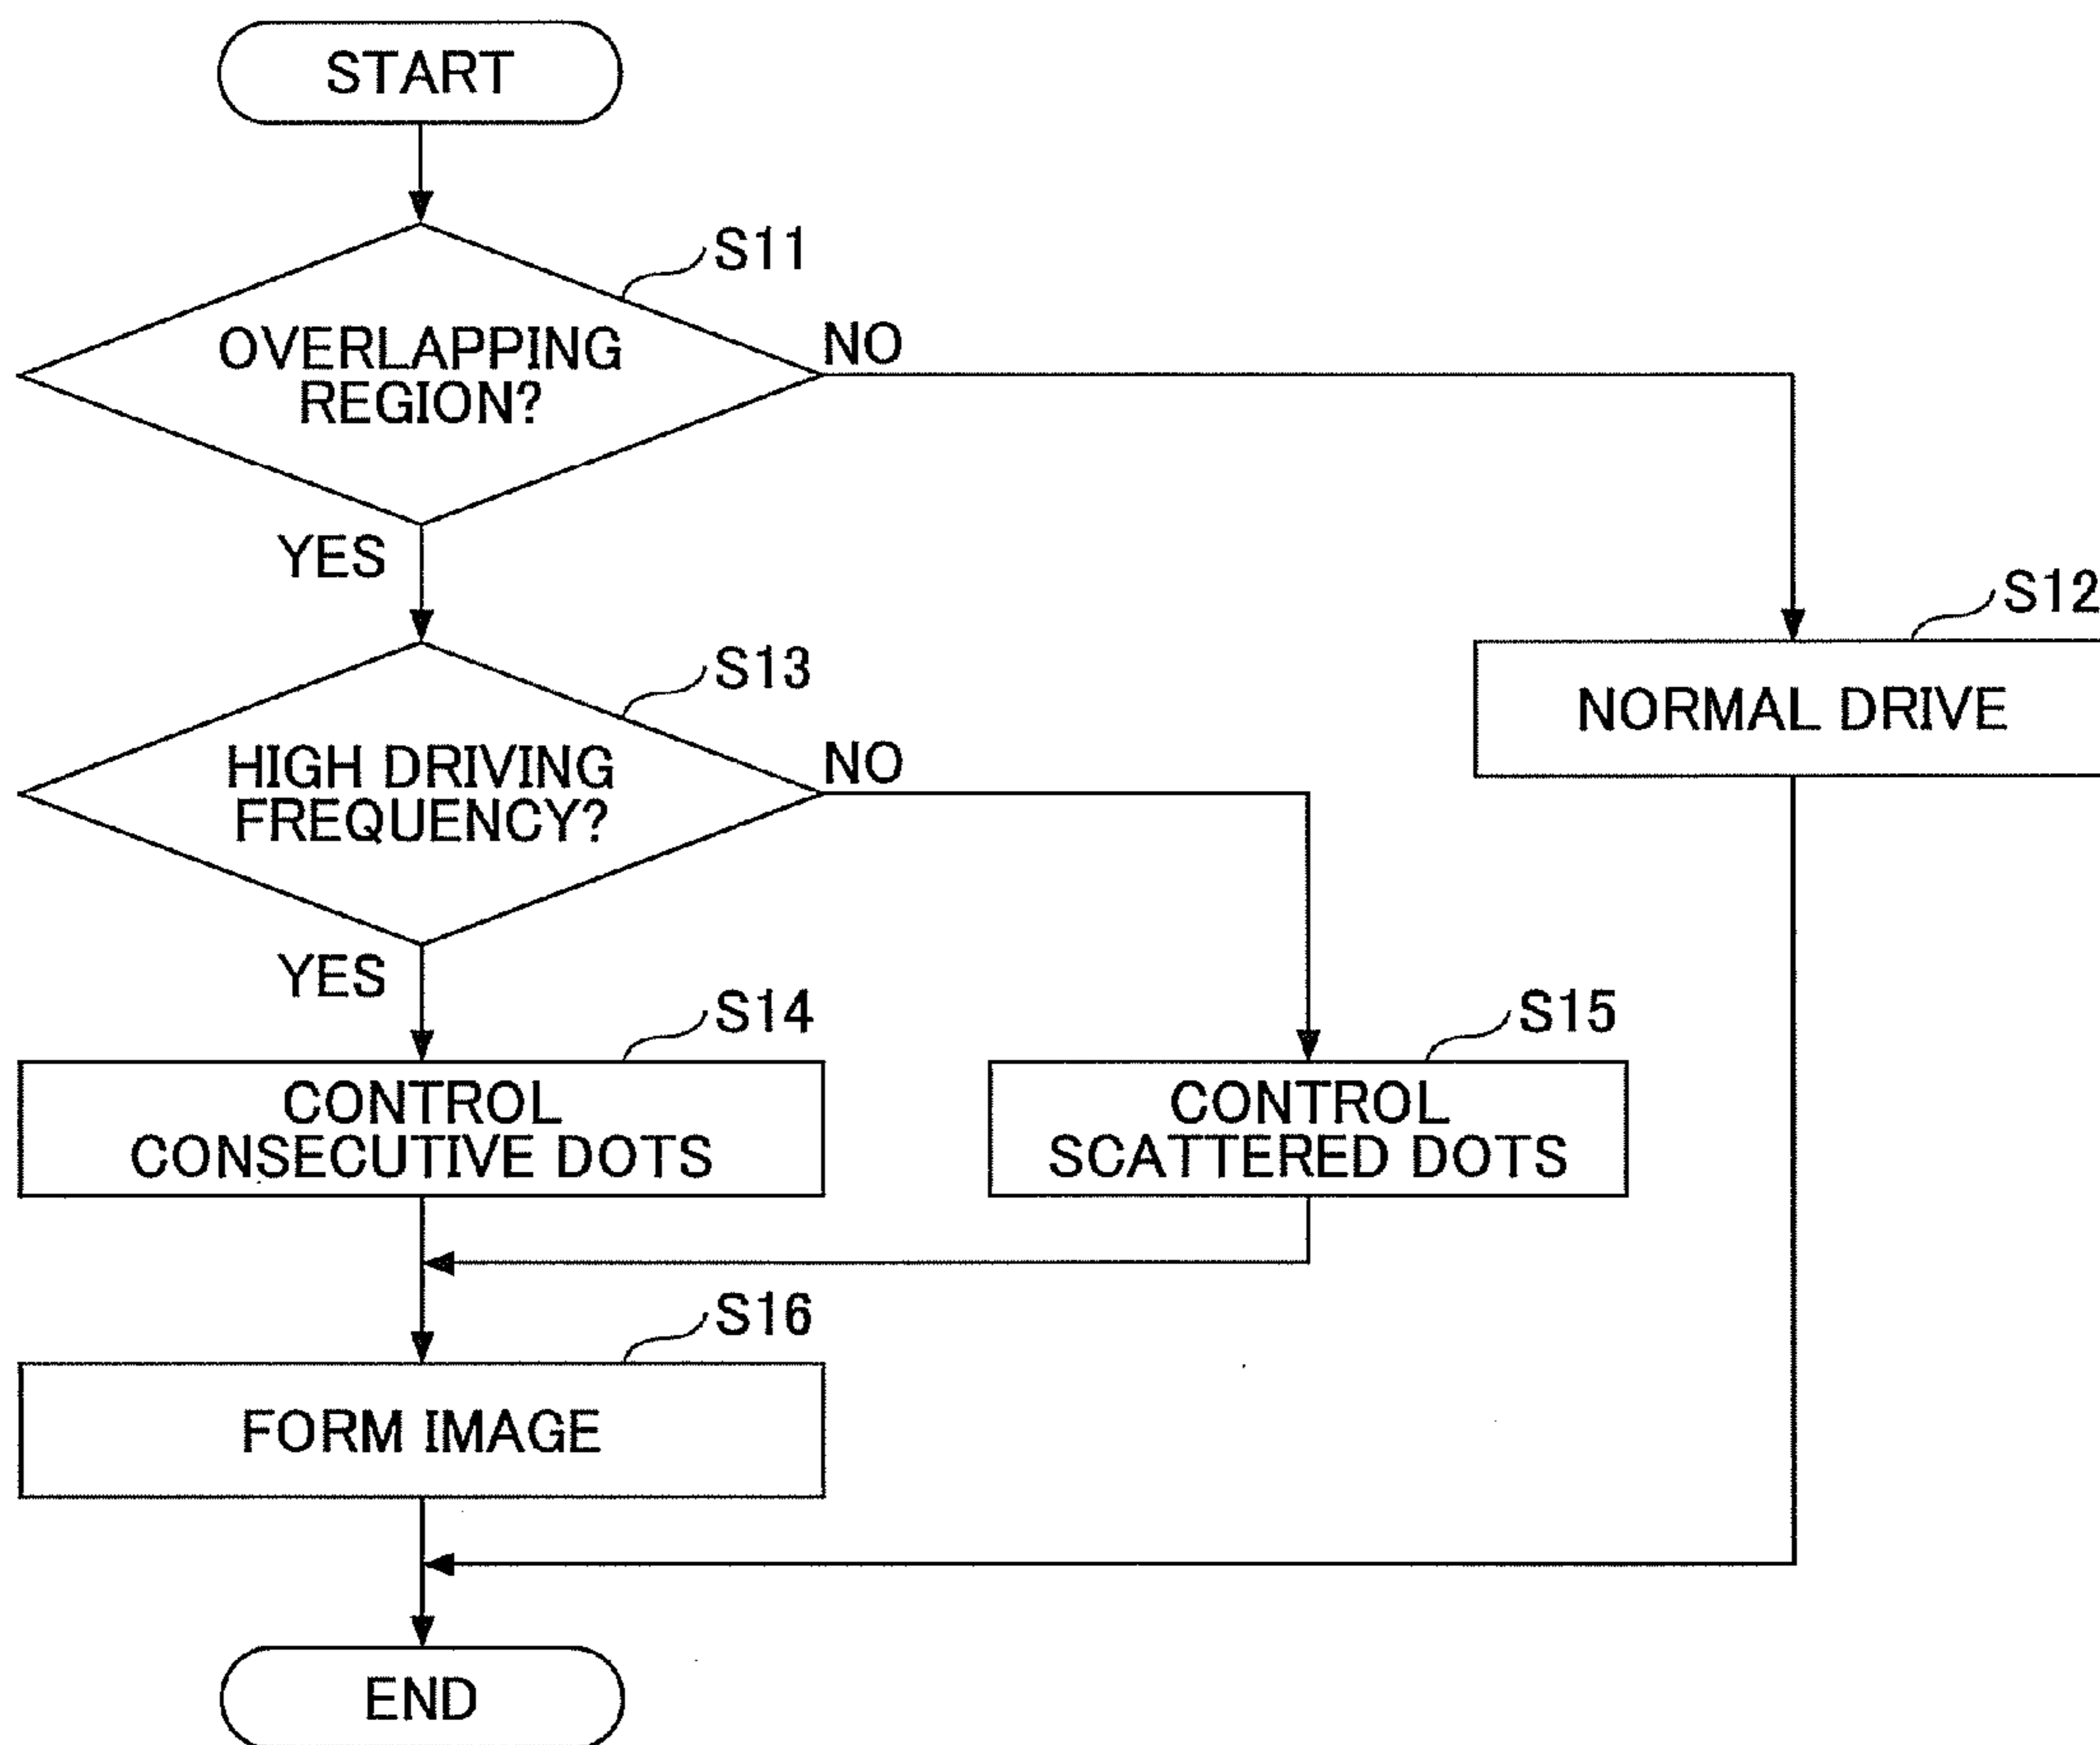 START
S11
OVERLAPPING
REGION?
NO
YES
S12
NORMAL DRIVE
S13
HIGH DRIVING
FREQUENCY?
NO
YES
S14
CONTROL
CONSECUTIVE DOTS
S15
CONTROL
SCATTERED DOTS
S16
FORM IMAGE
END